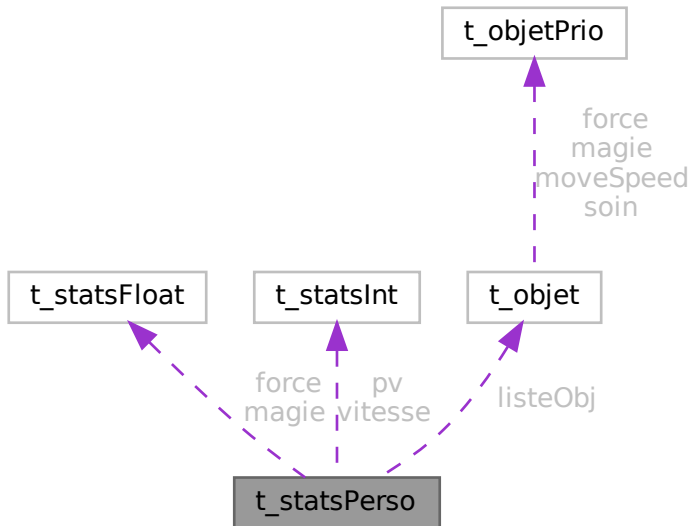 t_objetPrio
force
magie
moveSpeed
soin
t_statsFloat
t_statsInt
t_objet
force
magie
pv
vitesse
listeObj
t_statsPerso